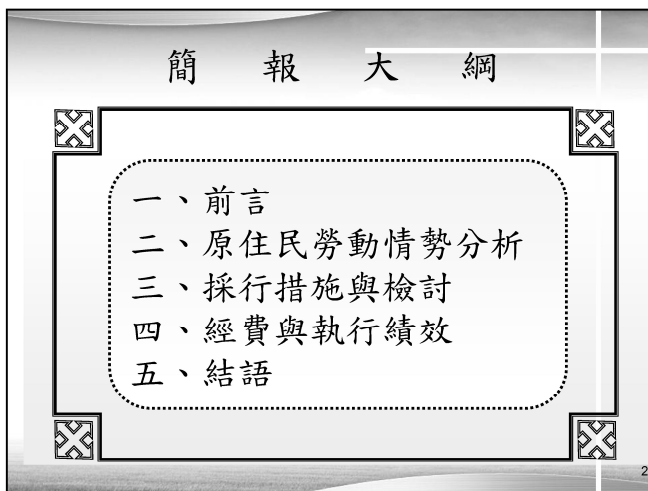 簡報大綱
一、前言
二、原住民勞動情勢分析
三、採行措施與檢討
四、經費與執行績效
五、結語
2